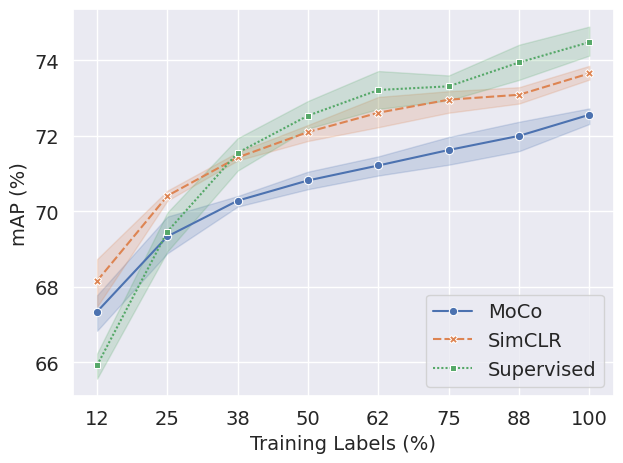 74
72
70
68
66
mAP (%)
MoCo
SimCLR
Supervised
12 25 38 50 62 75 88 100
Training Labels (%)